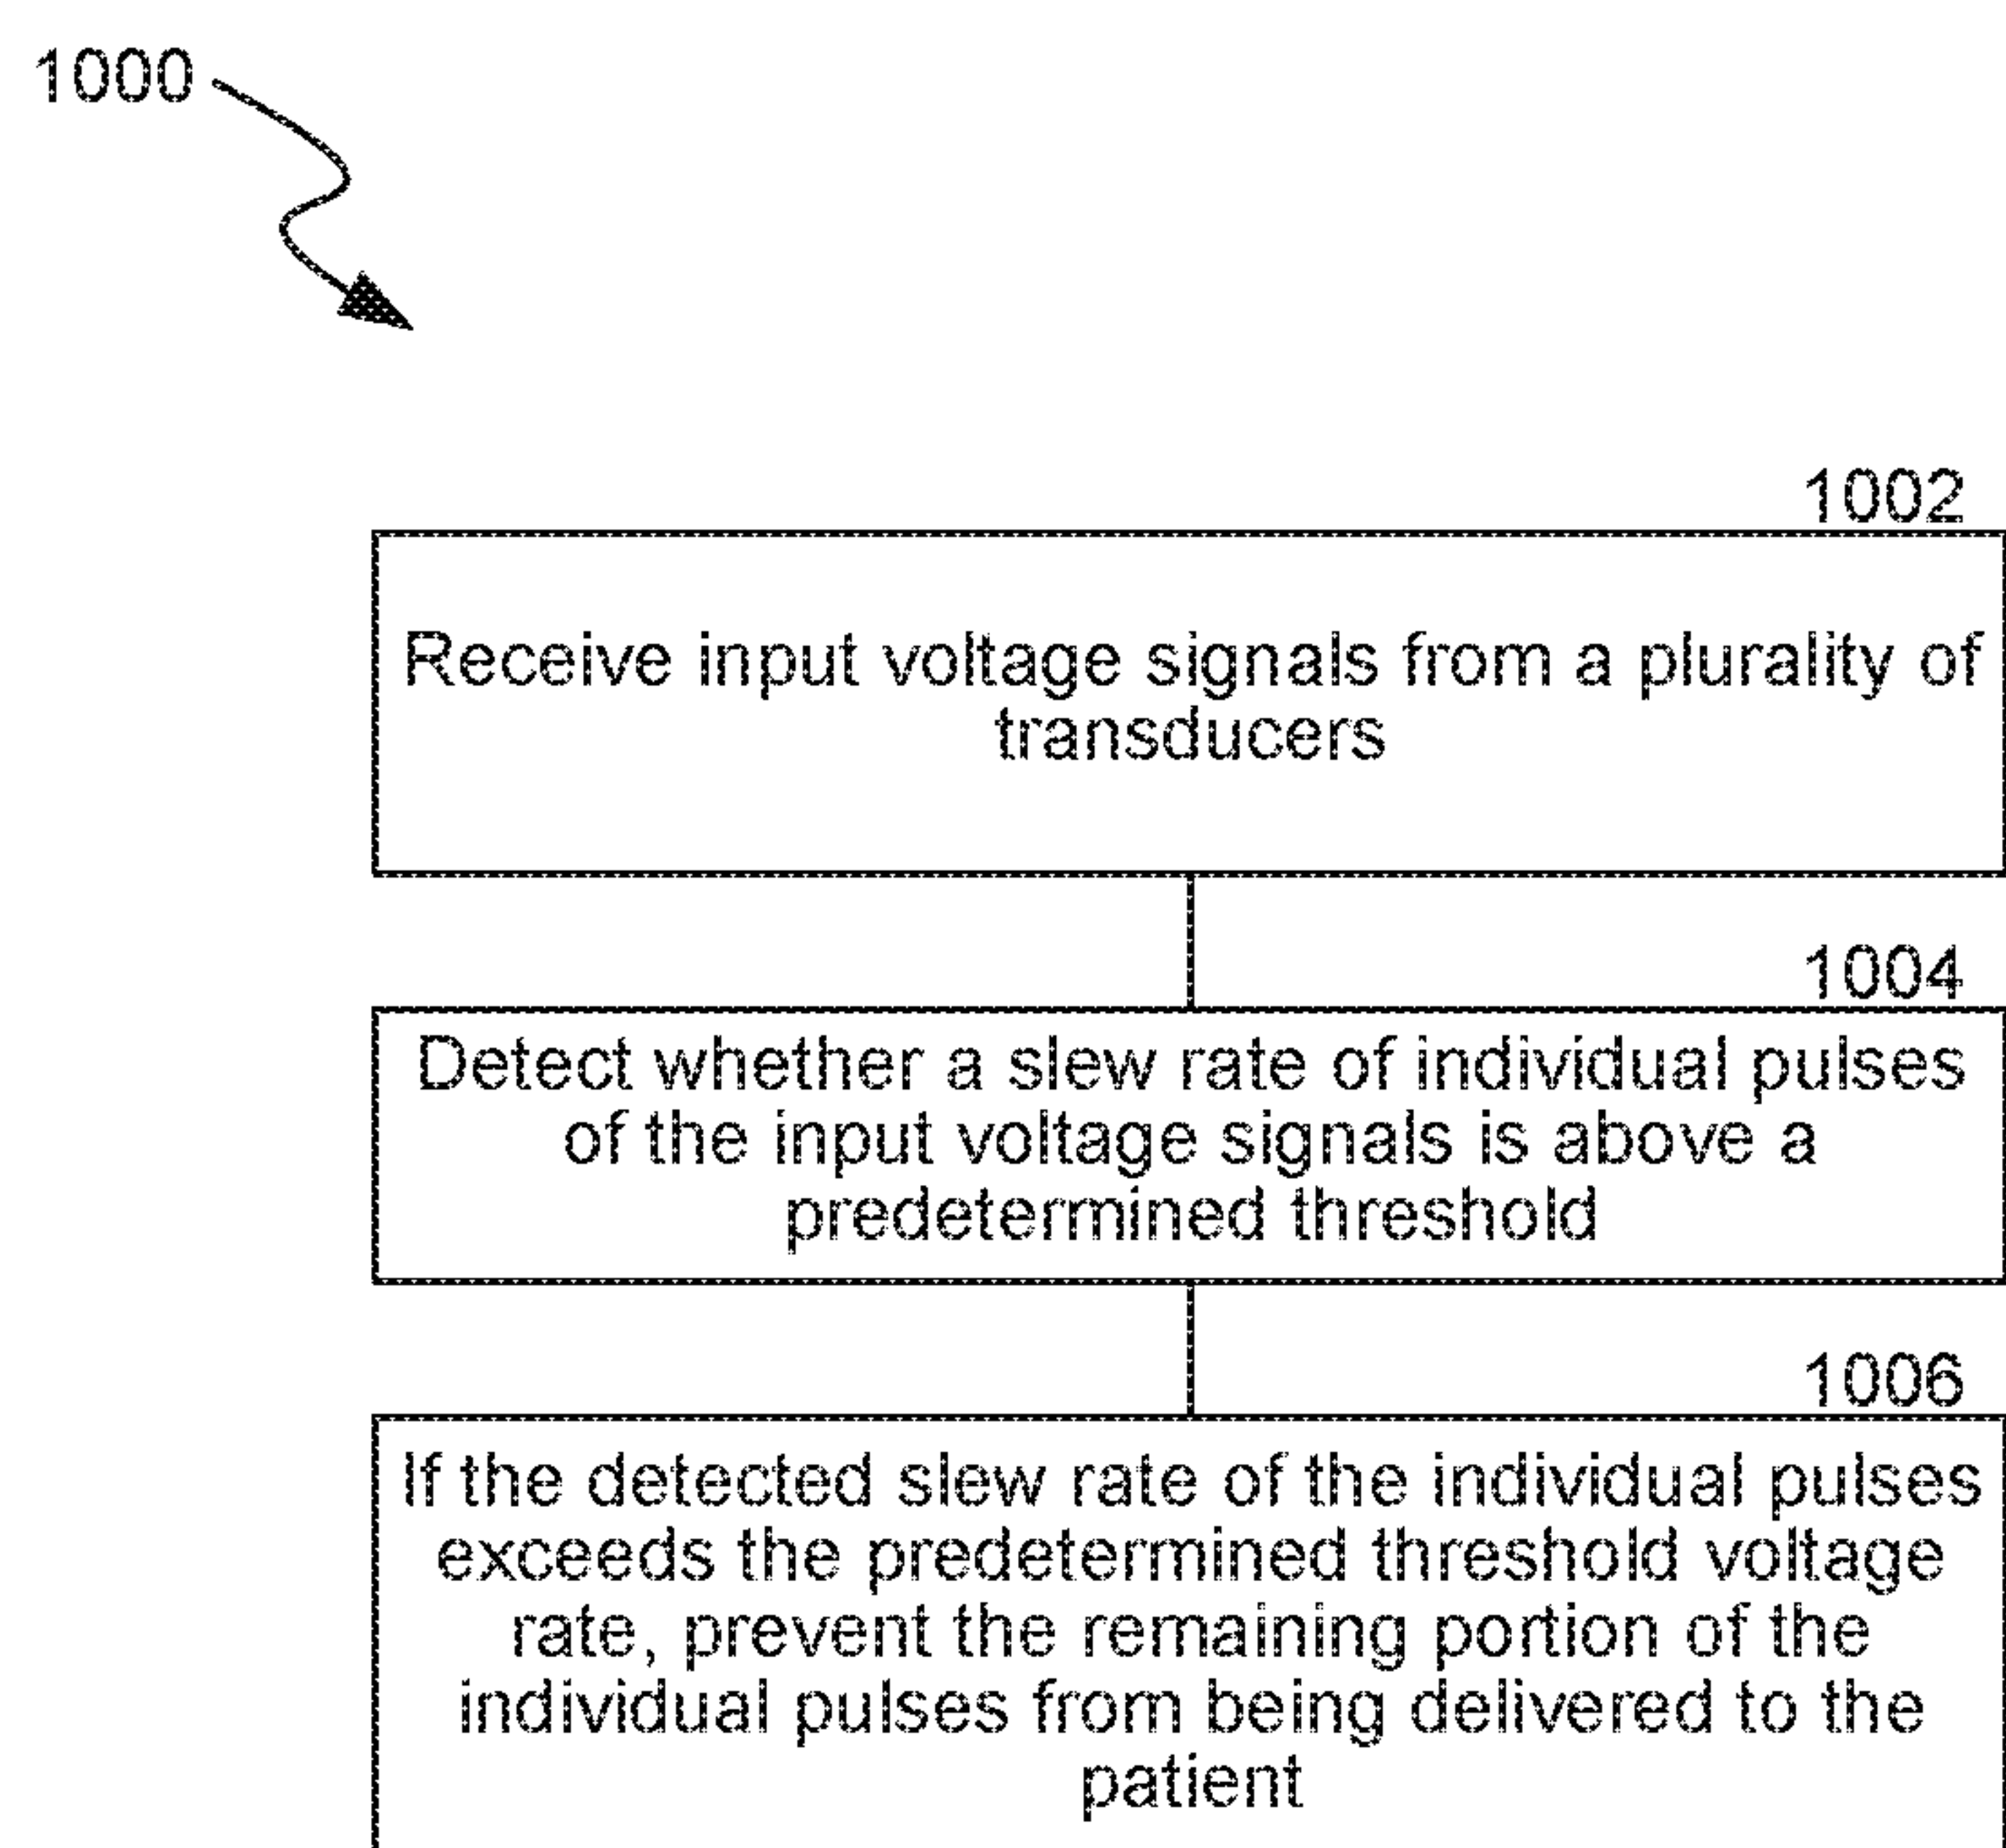 1000
1002
Receive input voltage signals from a plurality of
transducers
1004
Detect whether a slew rate of individual pulses
of the input voltage signals is above a
predetermined threshold
1006
If the detected slew rate of the individual pulses
exceeds the predetermined threshold voltage
rate, prevent the remaining portion of the
individual pulses from being delivered to the
patient